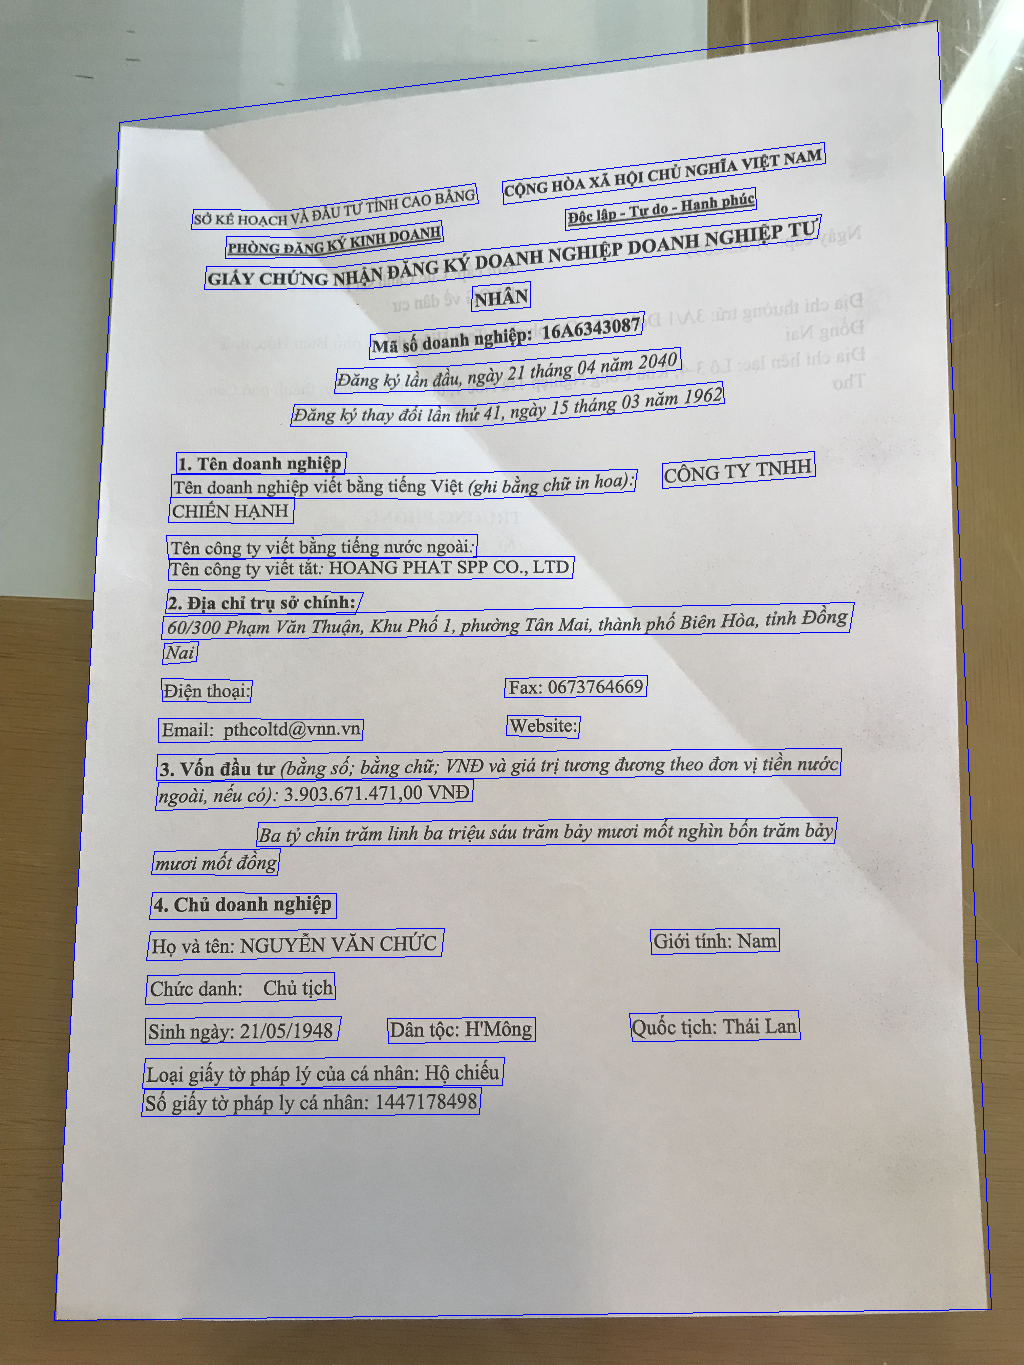 SỞ KẾ HOẠCH VÀ ĐẦU TƯ TỈNH CAO BẰNG
CỘNG HÒA XÃ HỘI CHỦ NGHĨA VIỆT NAM
PHÒNG ĐĂNG KÝ KINH DOANH
Độc lập - Tự do - Hạnh phúc
GIẤY CHỨNG NHẬN ĐĂNG KÝ DOANH NGHIỆP DOANH NGHIỆP TƯ
NHÂN
Mã số doanh nghiệp: 16A6343087
Đăng ký lần đầu, ngày 21 tháng 04 năm 2040
Đăng ký thay đổi lần thứ 41, ngày 15 tháng 03 năm 1962
1. Tên doanh nghiệp
Tên doanh nghiệp viết bằng tiếng Việt (ghi bằng chữ in hoa): CÔNG TY TNHH
CHIẾN HẠNH
Tên công ty viết bằng tiếng nước ngoài:
Tên công ty viết tắt: HOANG PHAT SPP CO., LTD
2. Địa chỉ trụ sở chính:
60/300 Phạm Văn Thuận, Khu Phố 1, phường Tân Mai, thành phố Biên Hòa, tỉnh Đồng
Nai
Điện thoại: Fax: 0673764669
Email: pthcoltd@vnn.vn Website:
3. Vốn đầu tư (bằng số; bằng chữ; VNĐ và giá trị tương đương theo đơn vị tiền nước
ngoài, nếu có): 3.903.671.471,00 VNĐ
Ba tỷ chín trăm linh ba triệu sáu trăm bảy mươi mốt nghìn bốn trăm bảy
mươi mốt đồng
4. Chủ doanh nghiệp
Họ và tên: NGUYỄN VĂN CHỨC Giới tính: Nam
Chức danh: Chủ tịch
Sinh ngày: 21/05/1948 Dân tộc: H'Mông Quốc tịch: Thái Lan
Loại giấy tờ pháp lý của cá nhân: Hộ chiếu
Số giấy tờ pháp ly cá nhân: 1447178498